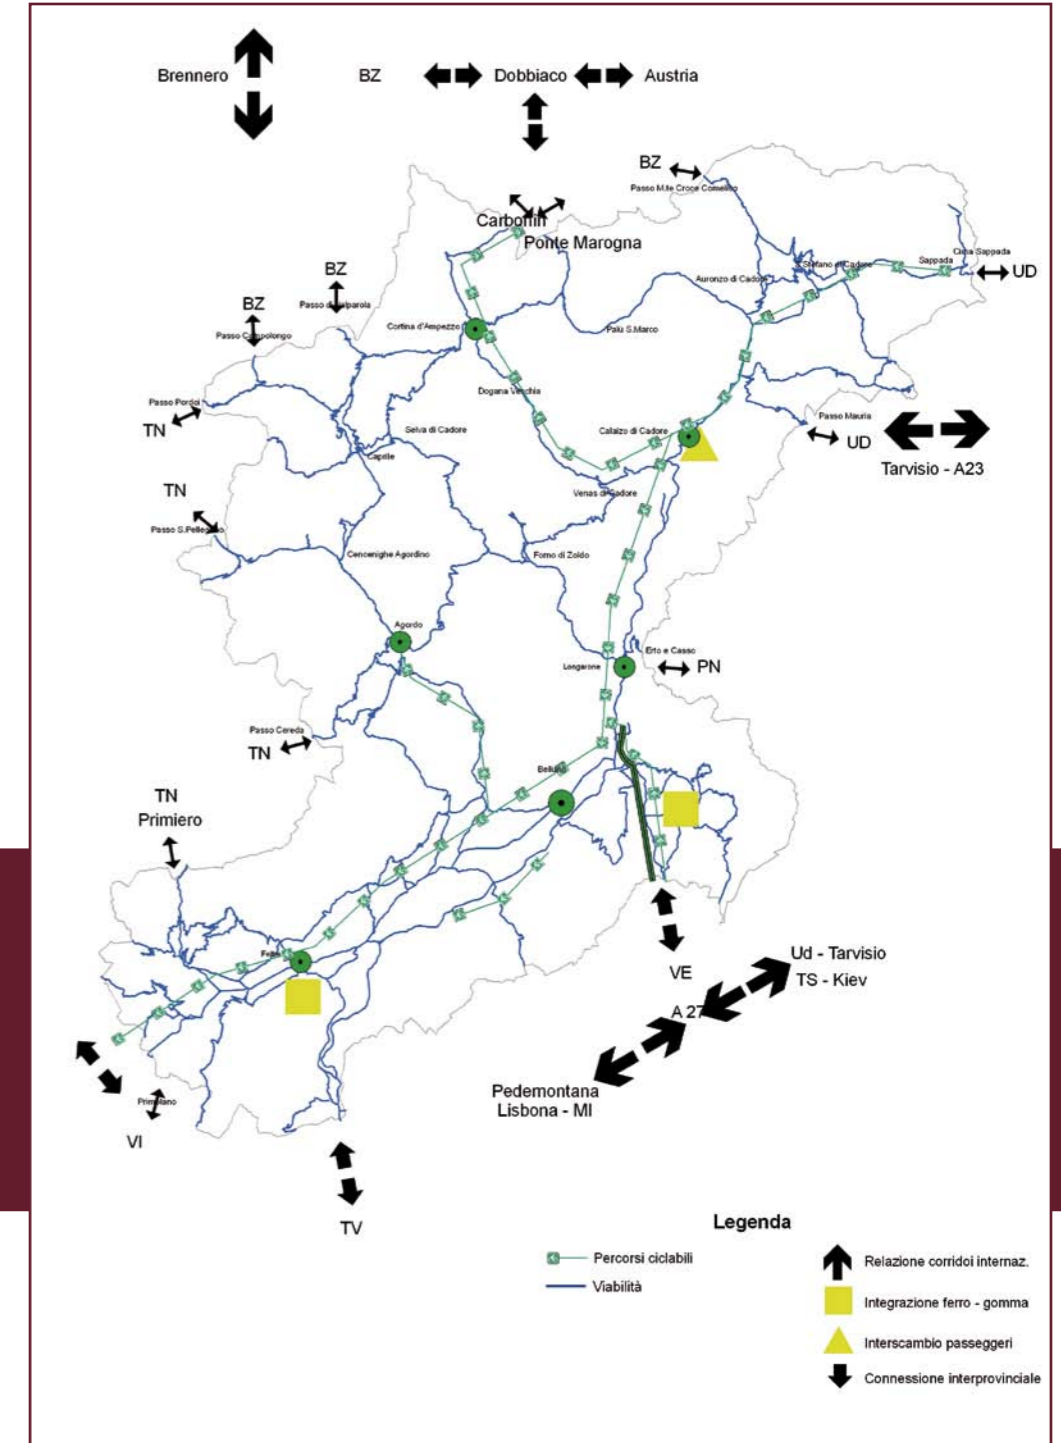 Brennero
BZ
Dobbiaco
Austria
BZ
Passo M.te Croce Comelico
Carbonin
Ponte Marogna
Cima Sappada
Sappada
Stefano di Cadore
UD
BZ
Auronzo di Cadore
Passo di Valparola
BZ
Passo Campolongo
Cortina d'Ampezzo
Palù S.Marco
Dogana Vecchia
Passo Pordoi
TN
Selva di Cadore
Calalzo di Cadore
Passo Mauria
UD
Tarvisio - A23
Caprile
TN
Venas di Cadore
Passo S.Pellegrino
Cencenighe Agordino
Forno di Zoldo
Agordo
Erto e Casso
Longarone
PN
Passo Cereda
TN
Belluno
TN
Primiero
Feltre
VE
Ud - Tarvisio
TS - Kiev
A 27
Pedemontana
Lisbona - MI
Primolano
VI
TV
Legenda
Percorsi ciclabili
Viabilità
Relazione corridoi internaz.
Integrazione ferro - gomma
Interscambio passeggeri
Connessione interprovinciale